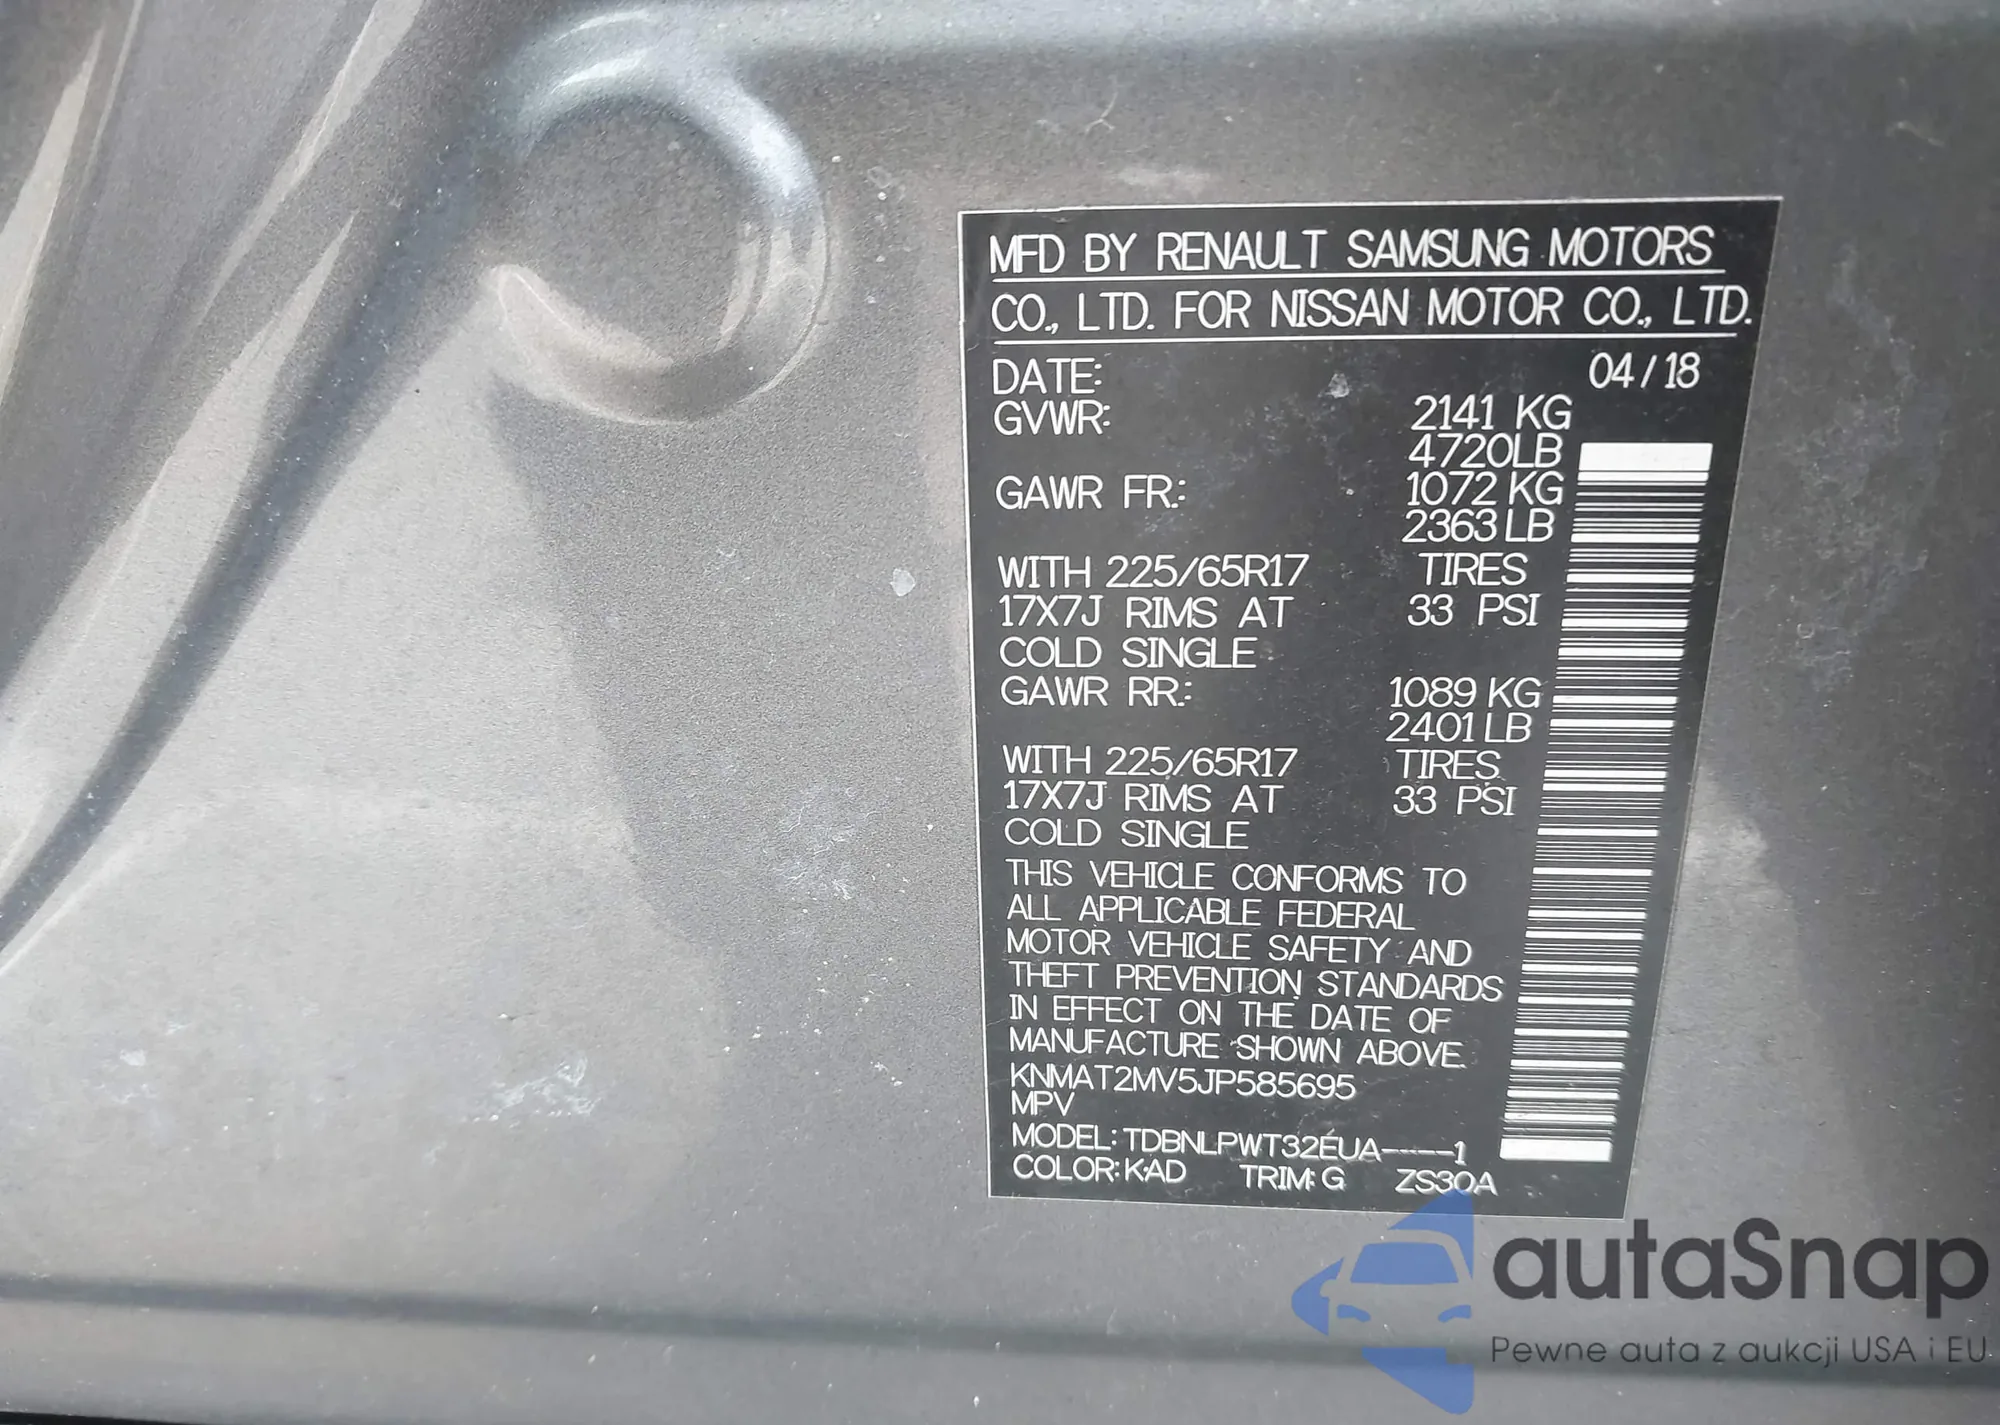 MFD BY RENAULT SAMSUNG MOTORS
CO., LTD. FOR NISSAN MOTOR CO., LTD.
DATE: 04/18
GVWR: 2141 KG
4720LB
GAWR FR.: 1072 KG
2363 LB
WITH 225/65R17 TIRES
17X7J RIMS AT 33 PSI
COLD SINGLE
GAWR RR.: 1089 KG
2401 LB
WITH 225/65R17 TIRES
17X7J RIMS AT 33 PSI
COLD SINGLE
THIS VEHICLE CONFORMS TO
ALL APPLICABLE FEDERAL
MOTOR VEHICLE SAFETY AND
THEFT PREVENTION STANDARDS
IN EFFECT ON THE DATE OF
MANUFACTURE SHOWN ABOVE.
KNMAT2MV5JP585695
MPV
MODEL: TDBNLPWT32EUA-----1
COLOR: KAD TRIM: G ZS30A
autaSnap
Pewne auta z aukcji USA i EU